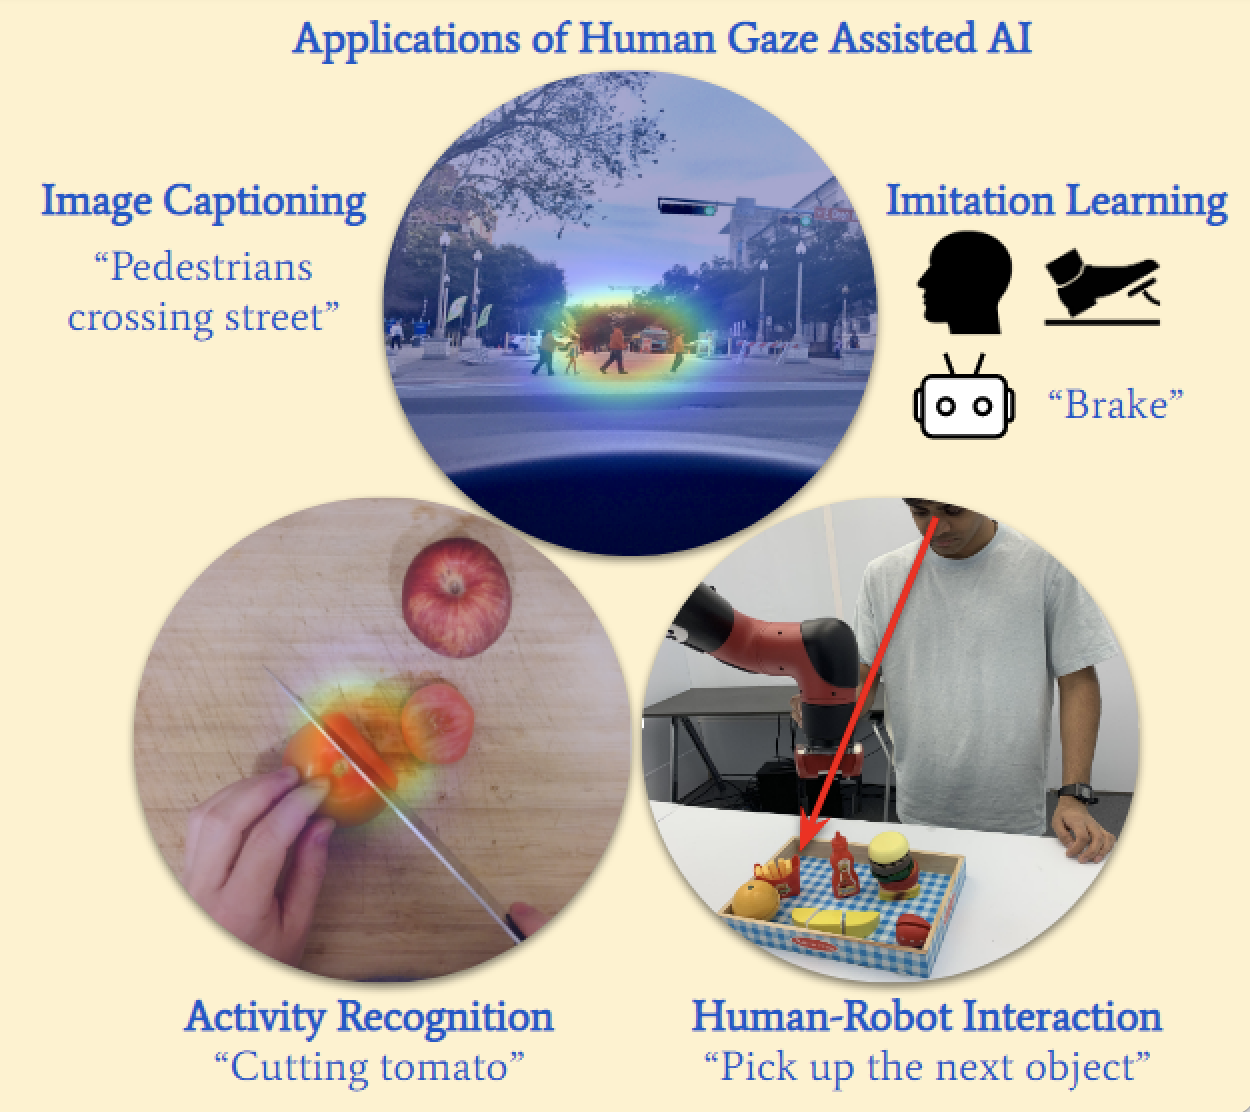 Applications of Human Gaze Assisted AI
Image Captioning
“Pedestrians
crossing street”
Imitation Learning
“Brake”
Activity Recognition
“Cutting tomato”
Human-Robot Interaction
“Pick up the next object”